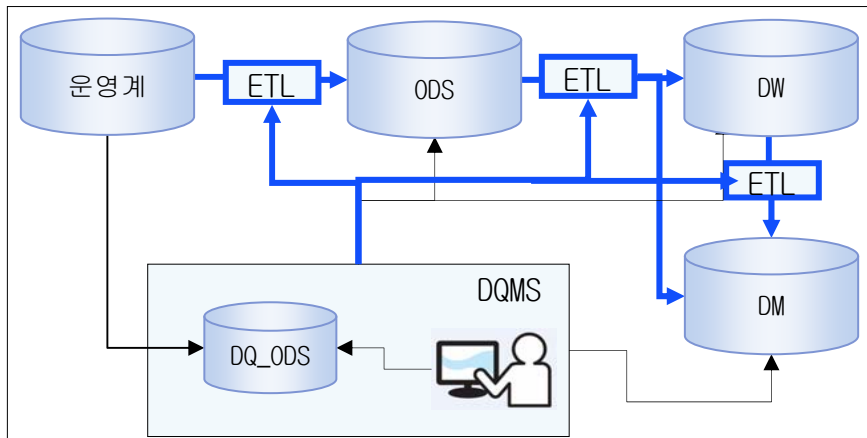 운영계
ETL
ODS
ETL
DW
ETL
DQMS
DQ_ODS
DM